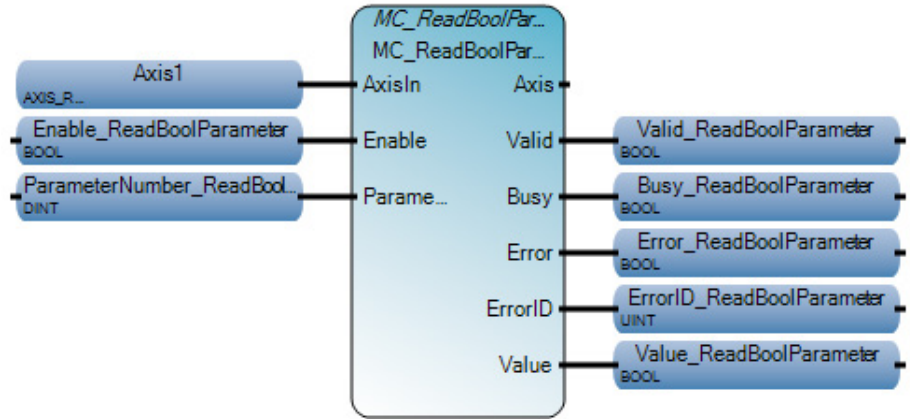 MC_ReadBoolPar...
MC_ReadBoolPar...
Axis1
AXIS_R...
AxisIn
Axis
Enable_ReadBoolParameter
BOOL
Enable
Valid
Valid_ReadBoolParameter
BOOL
ParameterNumber_ReadBool...
DINT
Parame...
Busy
Busy_ReadBoolParameter
BOOL
Error
Error_ReadBoolParameter
BOOL
ErrorID
ErrorID_ReadBoolParameter
UINT
Value
Value_ReadBoolParameter
BOOL